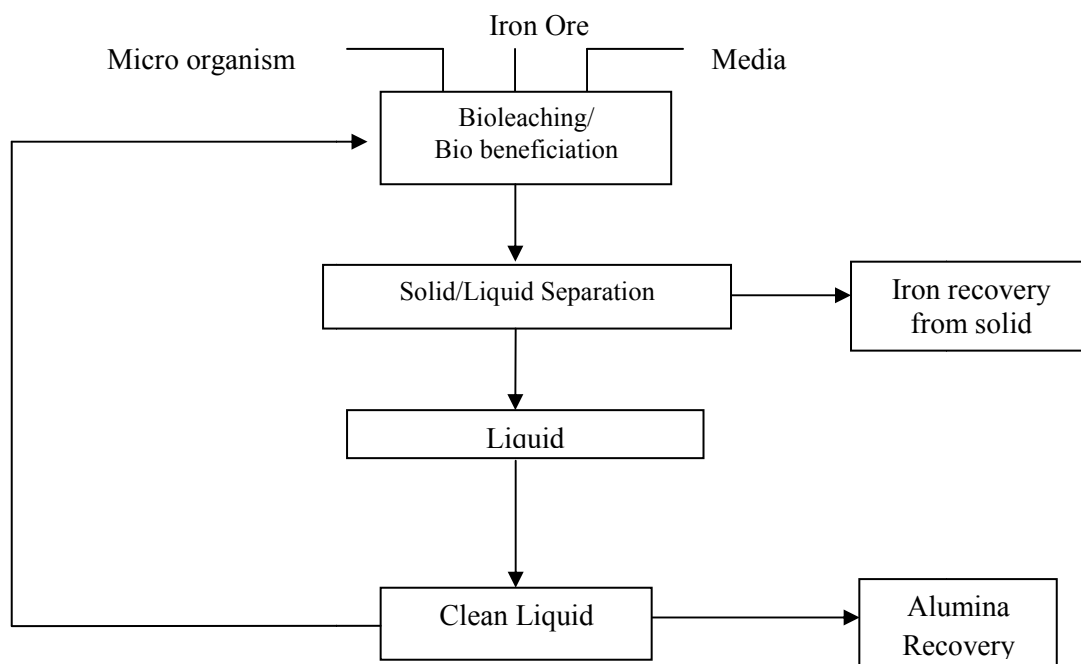 Iron Ore
Micro organism
Media
Bioleaching/
Bio beneficiation
Solid/Liquid Separation
Iron recovery
from solid
Liquid
Clean Liquid
Alumina
Recovery